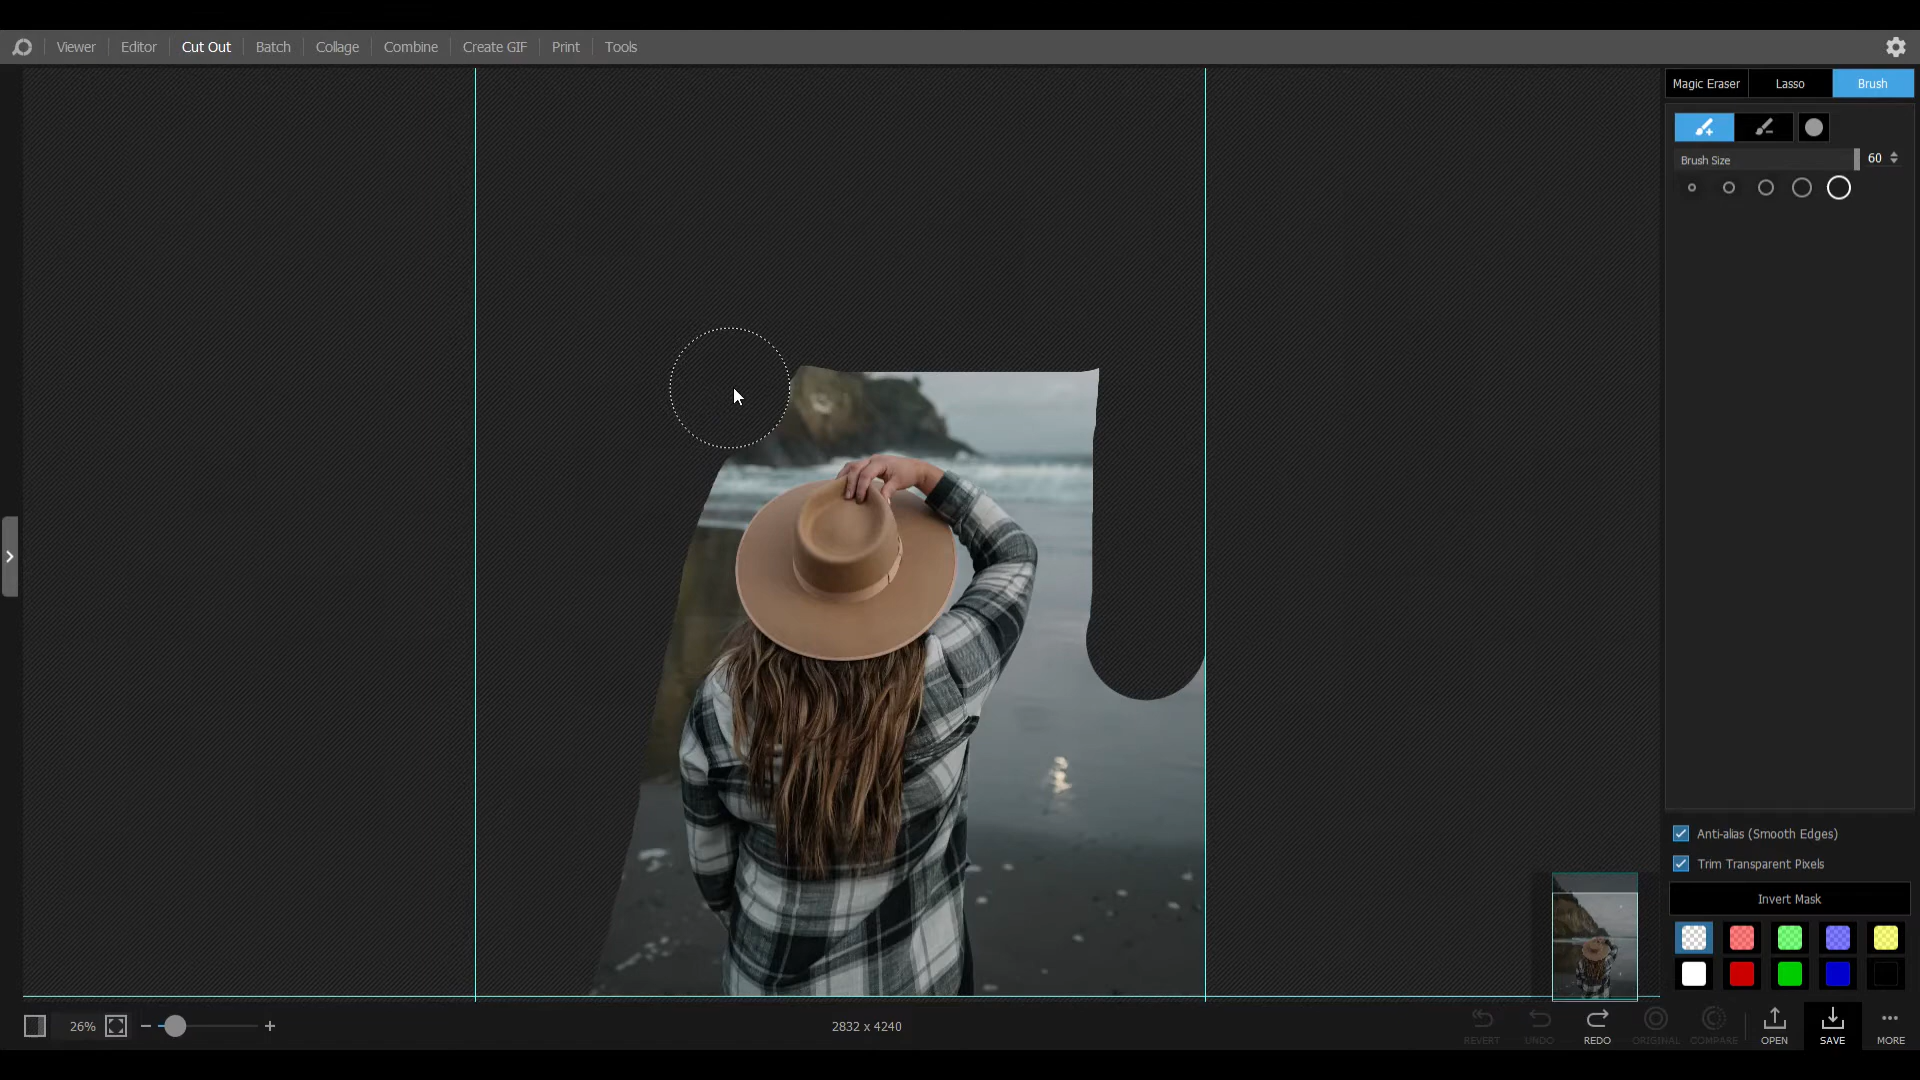 Viewer Editor Cut Out Batch Collage Combine Create GIF Print Tools
Magic Eraser Lasso Brush
Brush Size 60
Anti-alias (Smooth Edges)
Trim Transparent Pixels
Invert Mask
26%
2832 x 4240
REVERT UNDO REDO ORIGINAL COMPARE OPEN SAVE MORE